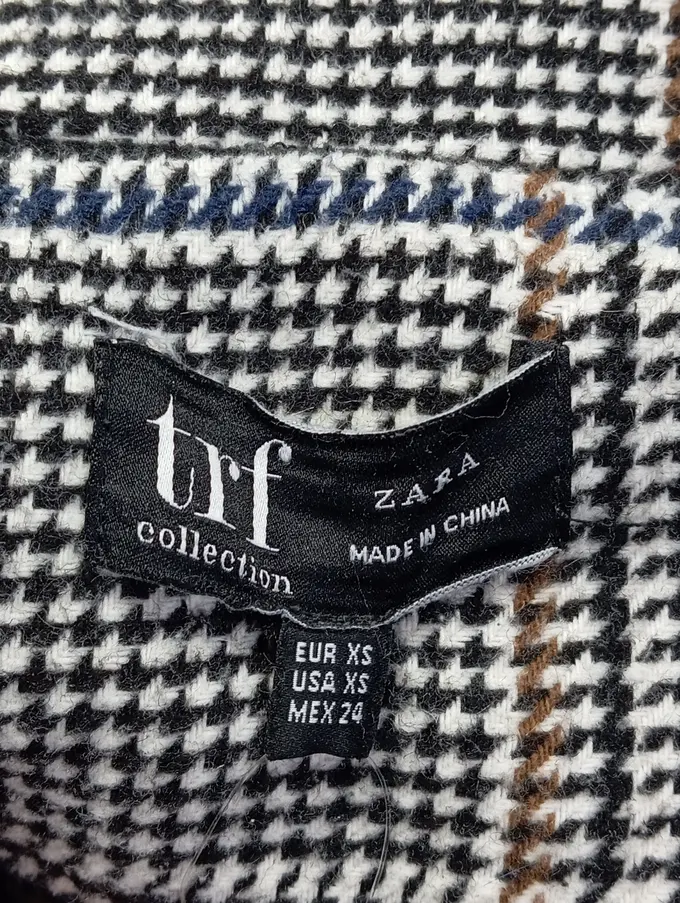 trf
collection
ZARA
MADE IN CHINA
EUR XS
USA XS
MEX 24